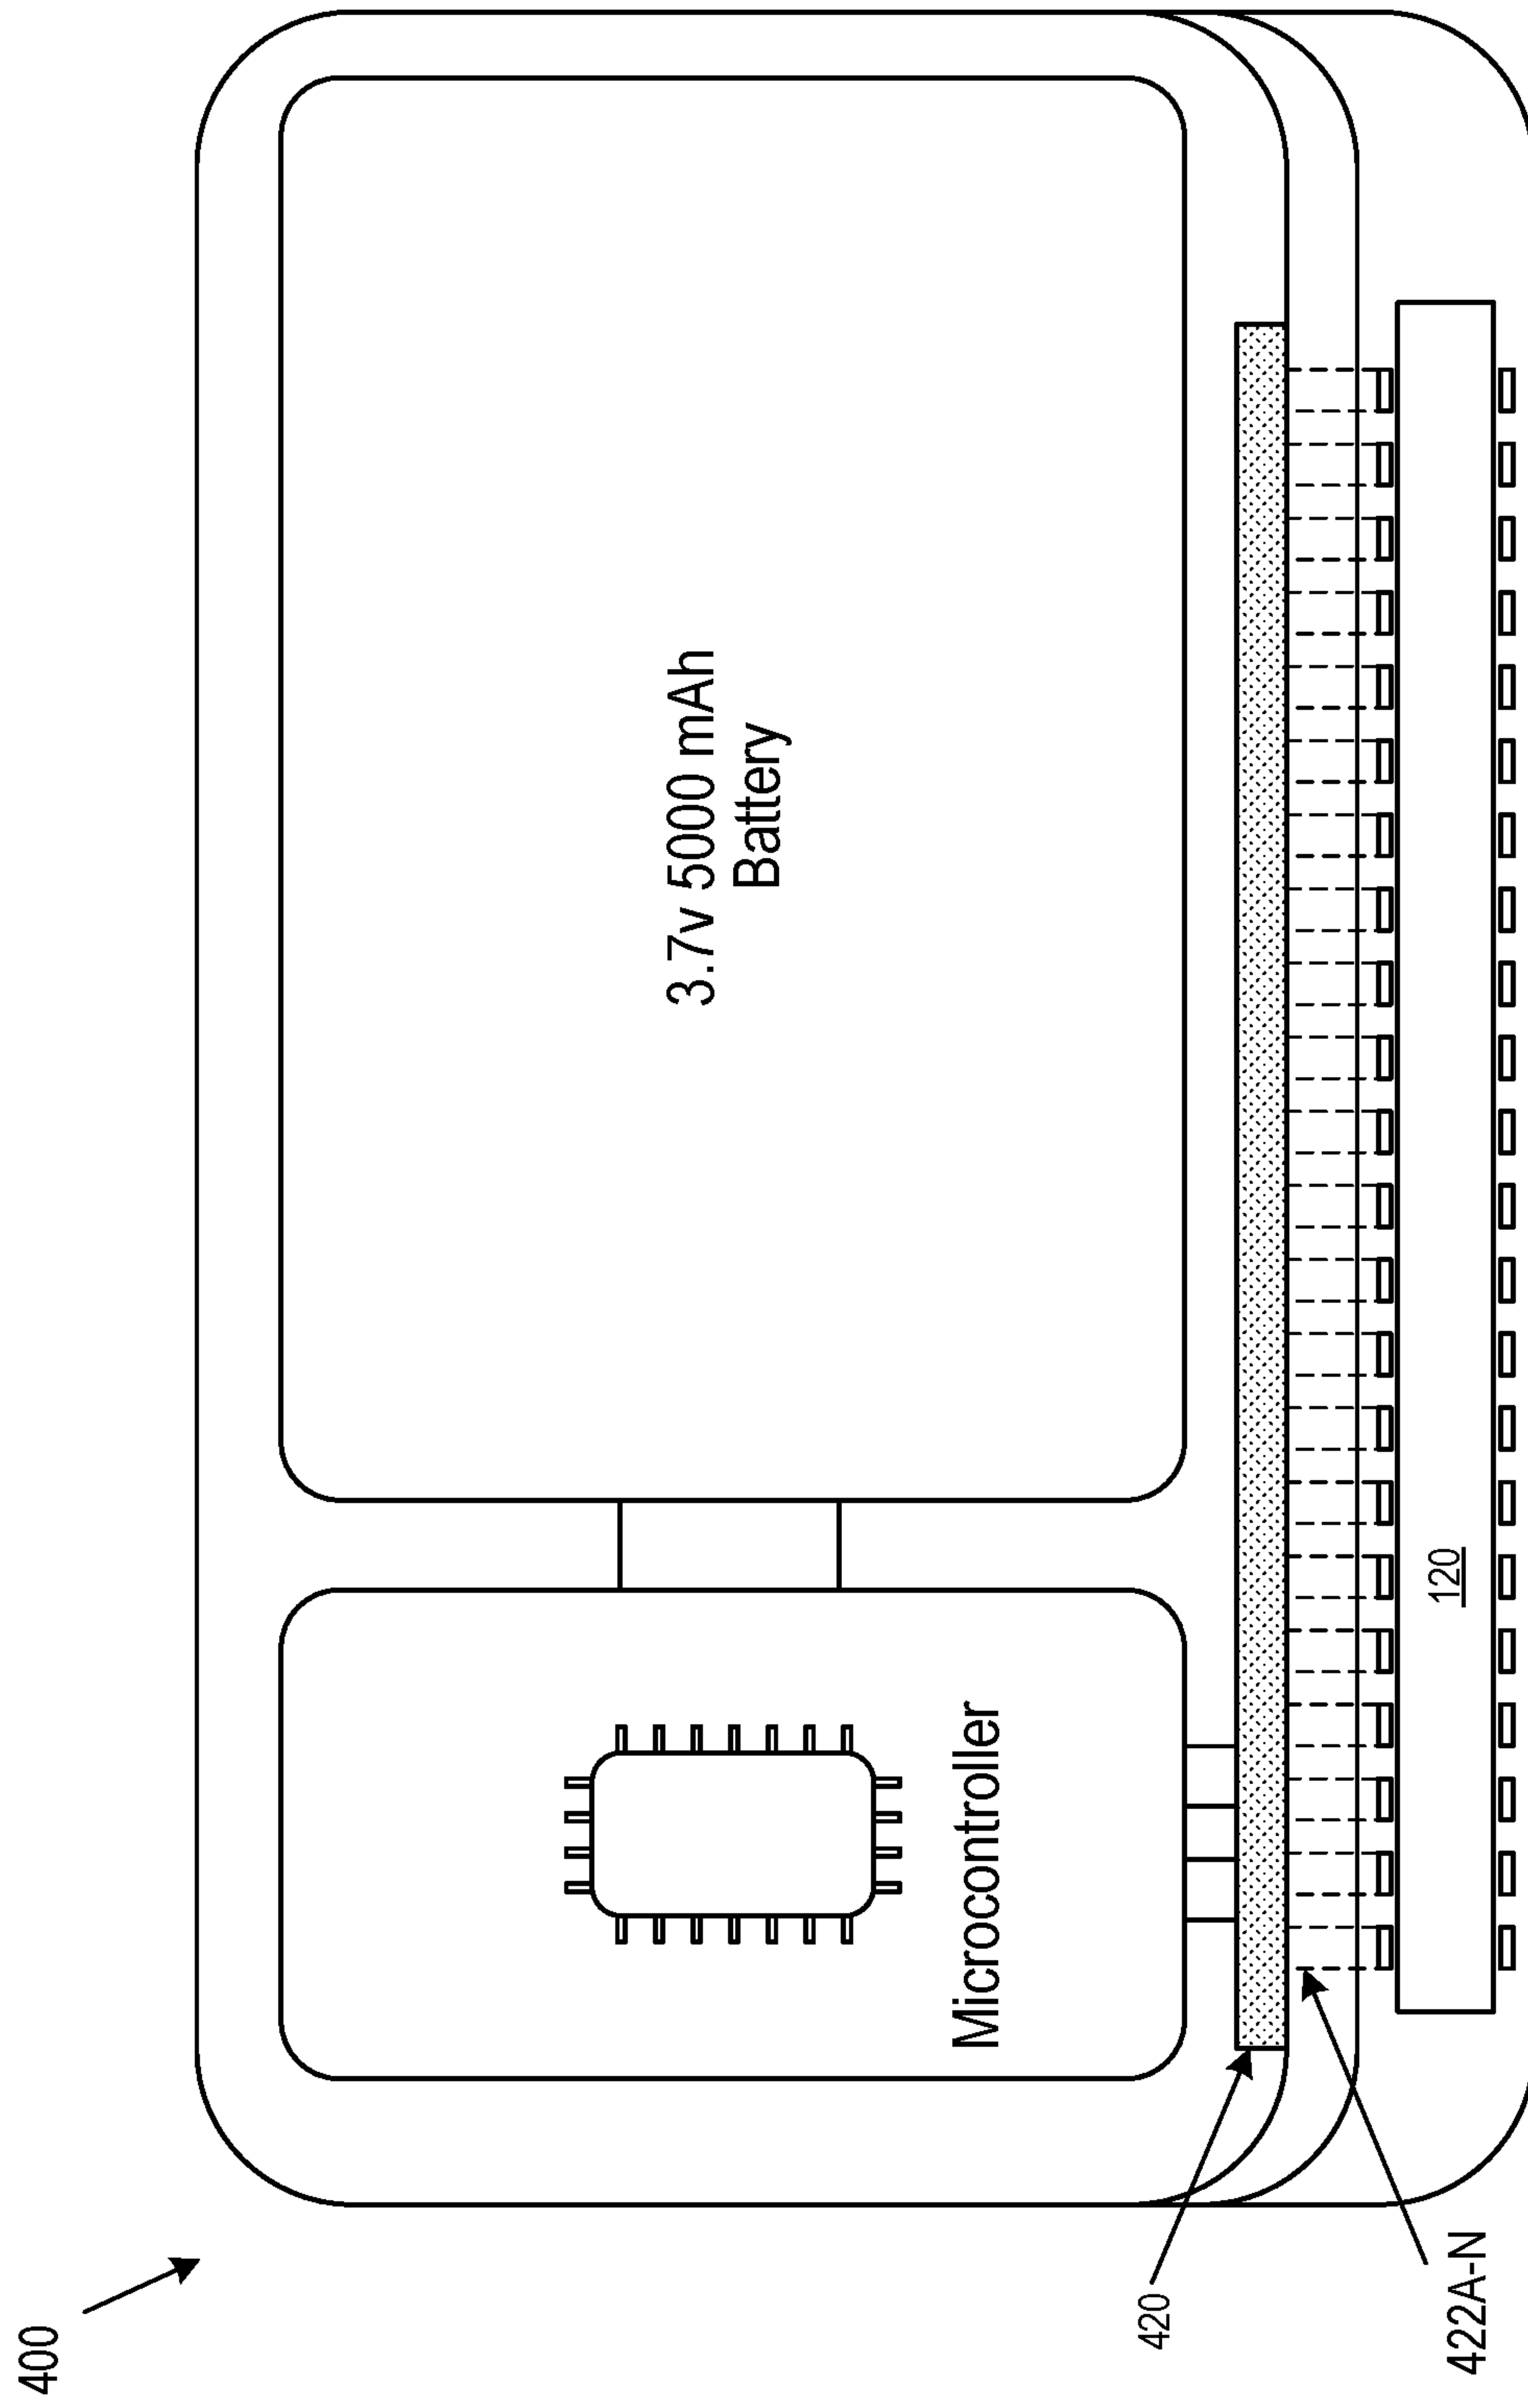 400
3.7v 5000 mAh
Battery
Microcontroller
120
420
422A-N